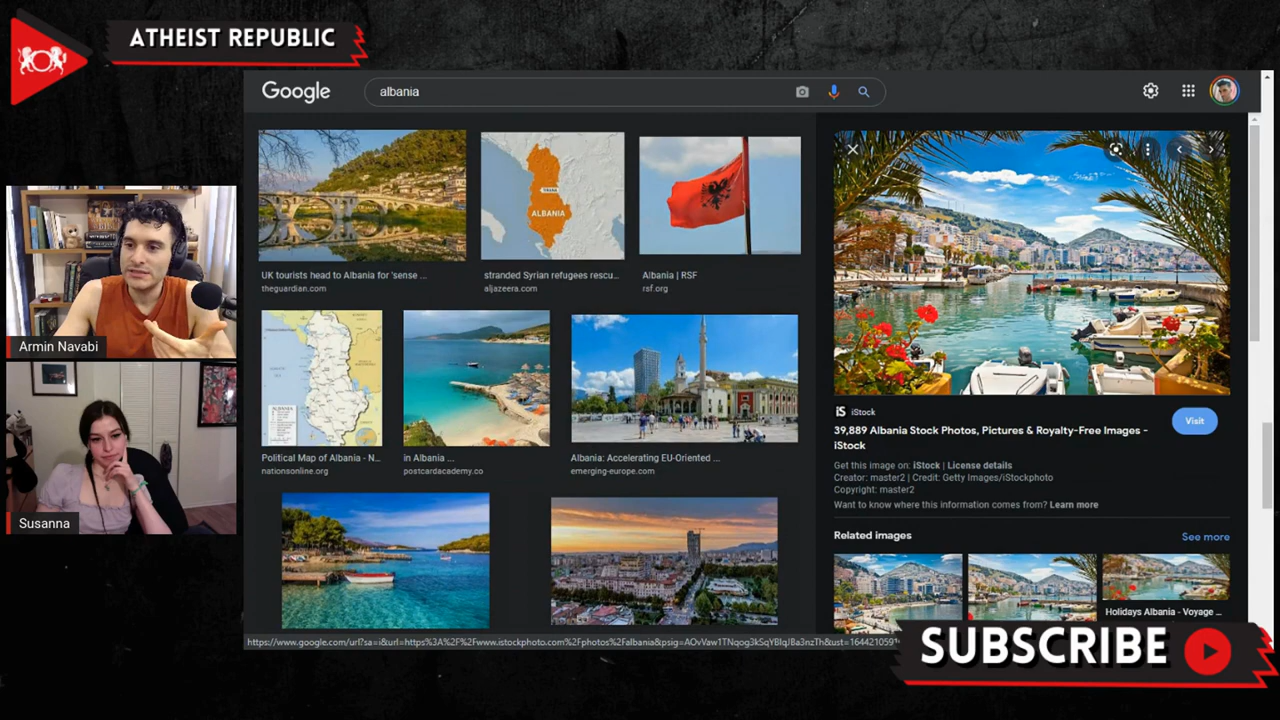 ATHEIST REPUBLIC
Google
albania
UK tourists head to Albania for 'sense ...
theguardian.com
TIRANA
ALBANIA
stranded Syrian refugees rescu...
aljazeera.com
Albania | RSF
rsf.org
Armin Navabi
Susanna
Political Map of Albania - N...
nationsonline.org
in Albania ...
postcardacademy.co
Albania: Accelerating EU-Oriented ...
emerging-europe.com
iS iStock
Visit
39,889 Albania Stock Photos, Pictures & Royalty-Free Images -
iStock
Get this image on: iStock | License details
Creator: master2 | Credit: Getty Images/iStockphoto
Copyright: master2
Want to know where this information comes from? Learn more
Related images
See more
Holidays Albania - Voyage ...
SUBSCRIBE